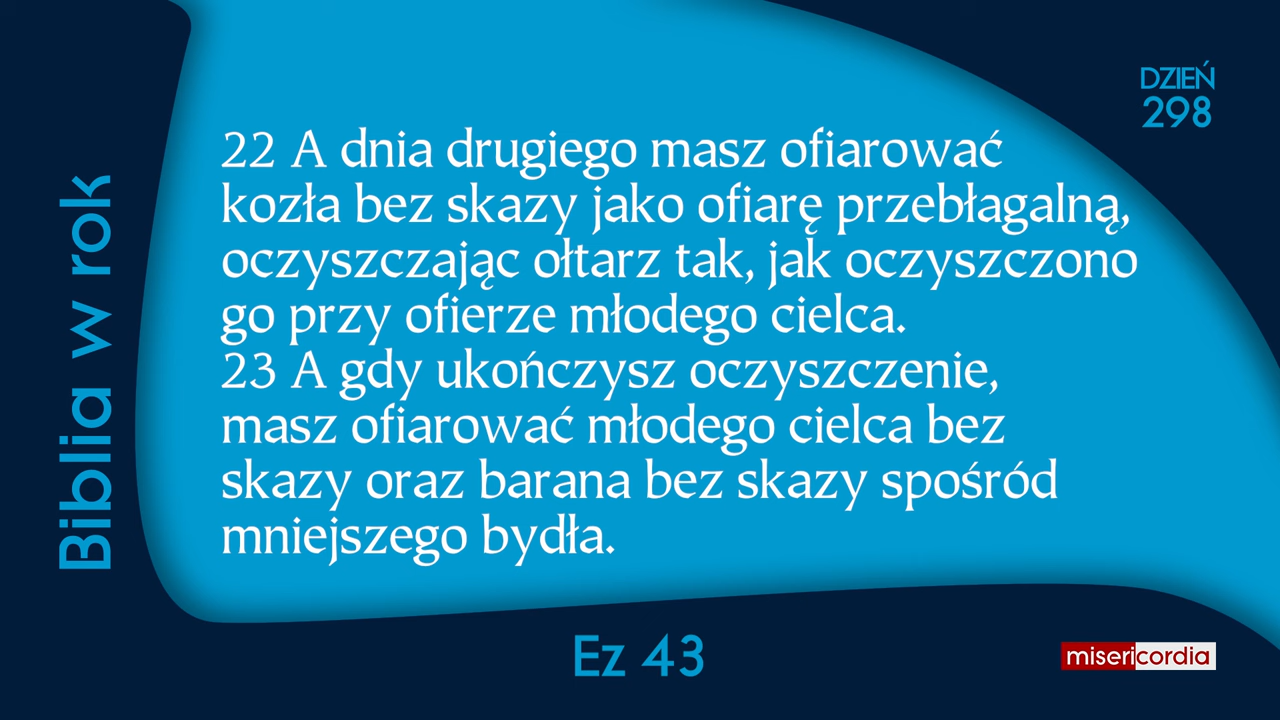 DZIEŃ
298
22 A dnia drugiego masz ofiarować
kozła bez skazy jako ofiarę przebłagalną,
oczyszczając ołtarz tak, jak oczyszczono
go przy ofierze młodego cielca.
23 A gdy ukończysz oczyszczenie,
masz ofiarować młodego cielca bez
skazy oraz barana bez skazy spośród
mniejszego bydła.
Biblia w rok
Ez 43
misericordia